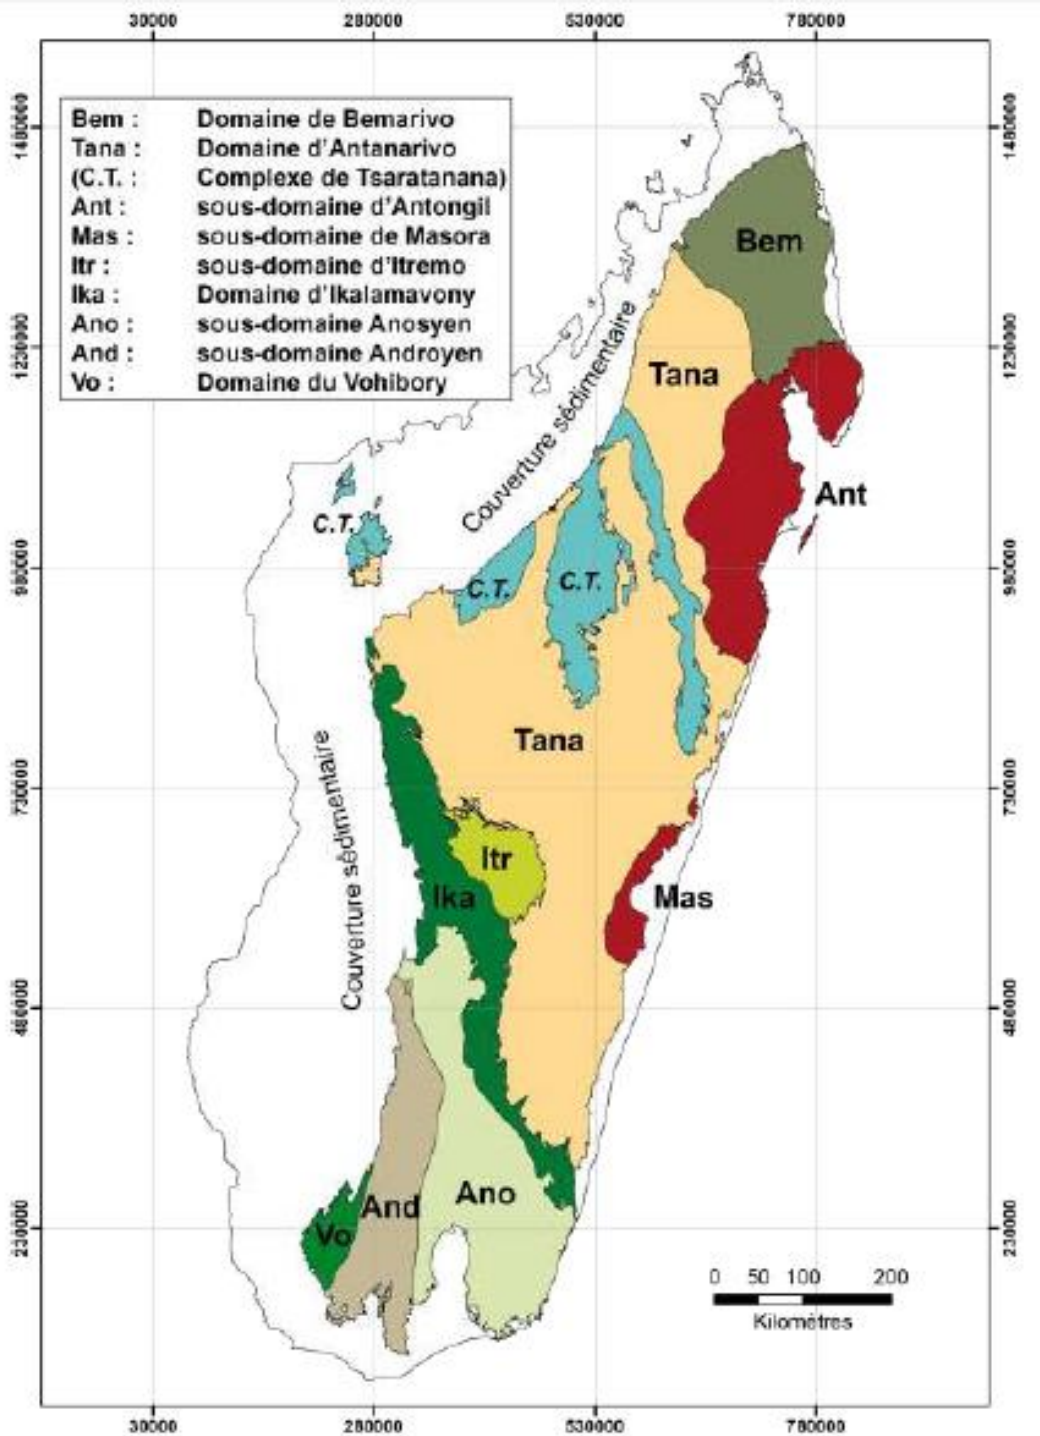 30000 280000 530000 780000
1480000 1480000
Bem : Domaine de Bemarivo
Tana : Domaine d'Antanarivo
(C.T. : Complexe de Tsaratanana)
Ant : sous-domaine d'Antongil
Mas : sous-domaine de Masora
Itr : sous-domaine d'Itremo
Ika : Domaine d'Ikalamavony
Ano : sous-domaine Anosyen
And : sous-domaine Androyen
Vo : Domaine du Vohibory
Bem
1230000 1230000
Couverture sédimentaire
Tana
Ant
C.T.
980000 980000
C.T.
C.T.
Tana
730000 730000
Couverture sédimentaire
Itr
Ika
Mas
480000 480000
And
Ano
Vo
230000 230000
0 50 100 200
Kilométres
30000 280000 530000 780000